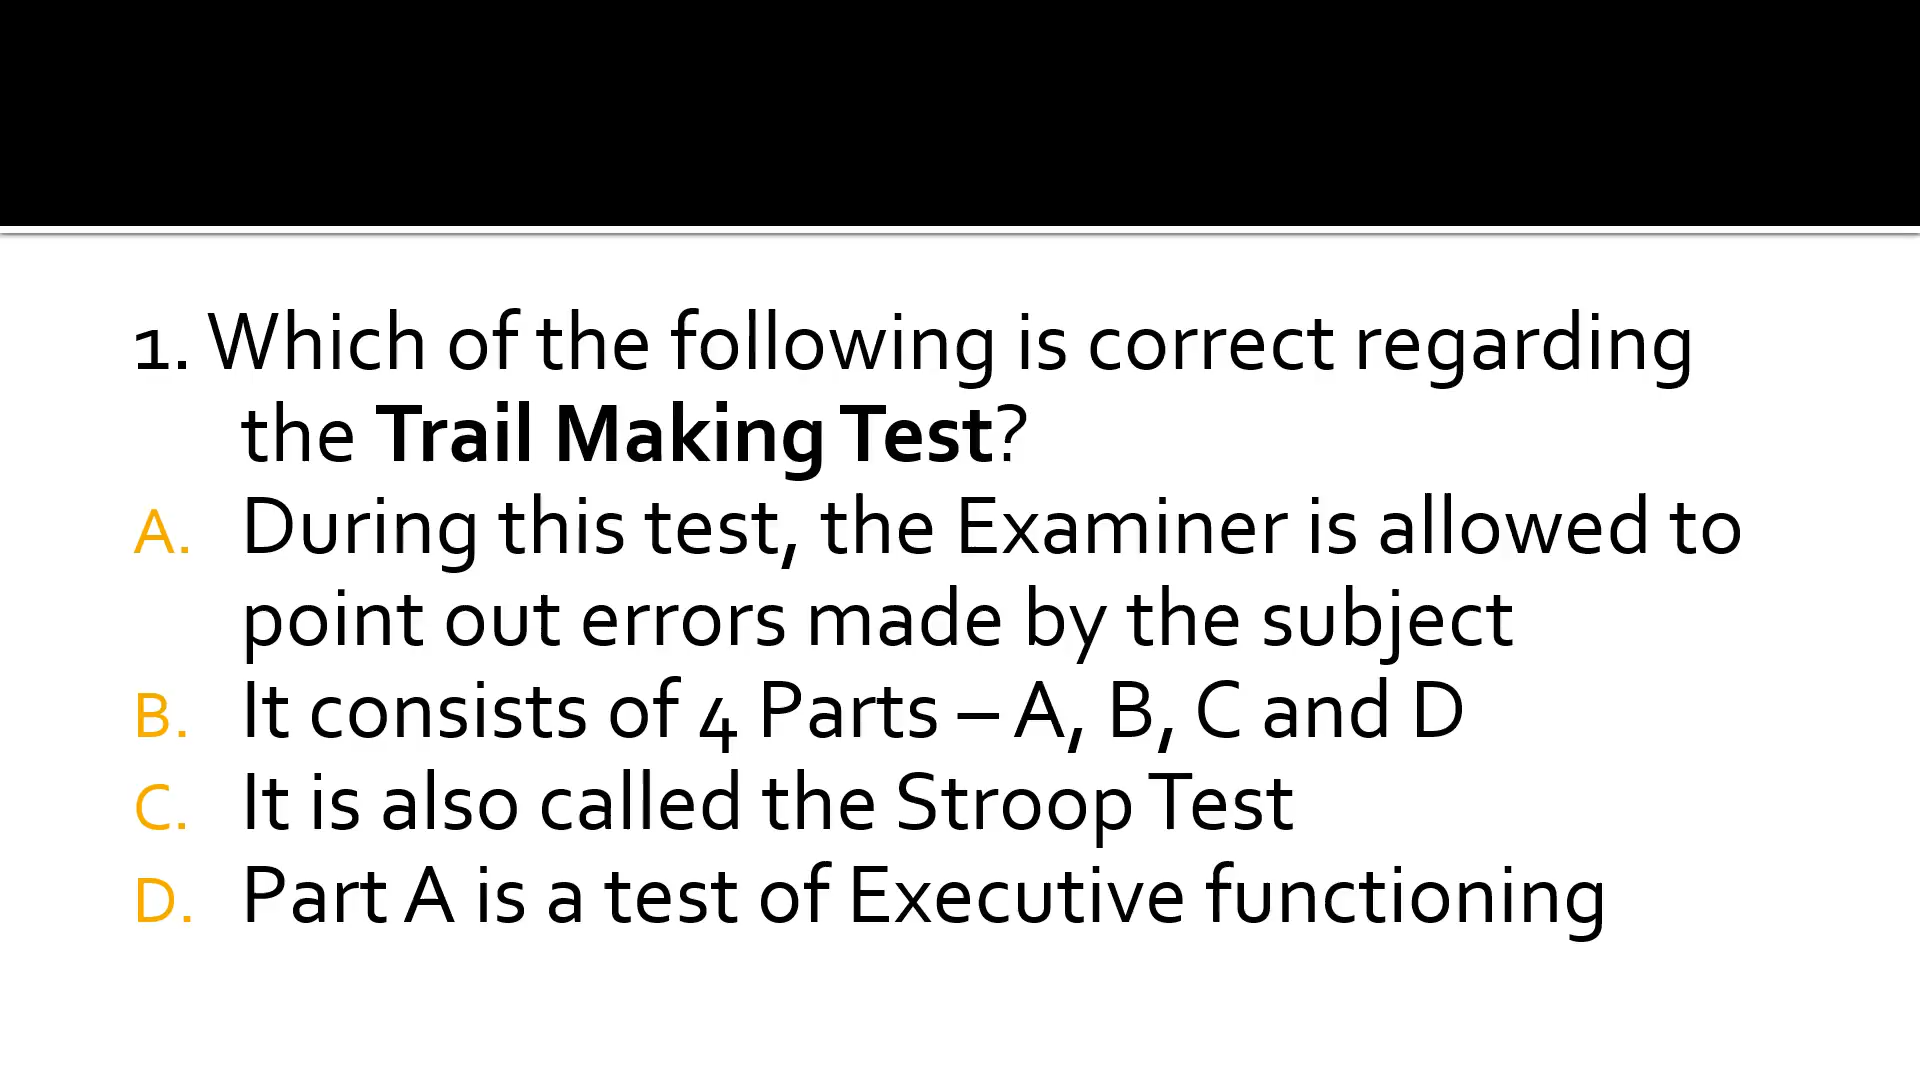 1. Which of the following is correct regarding
the Trail Making Test?
A. During this test, the Examiner is allowed to
point out errors made by the subject
B. It consists of 4 Parts – A, B, C and D
C. It is also called the Stroop Test
D. Part A is a test of Executive functioning